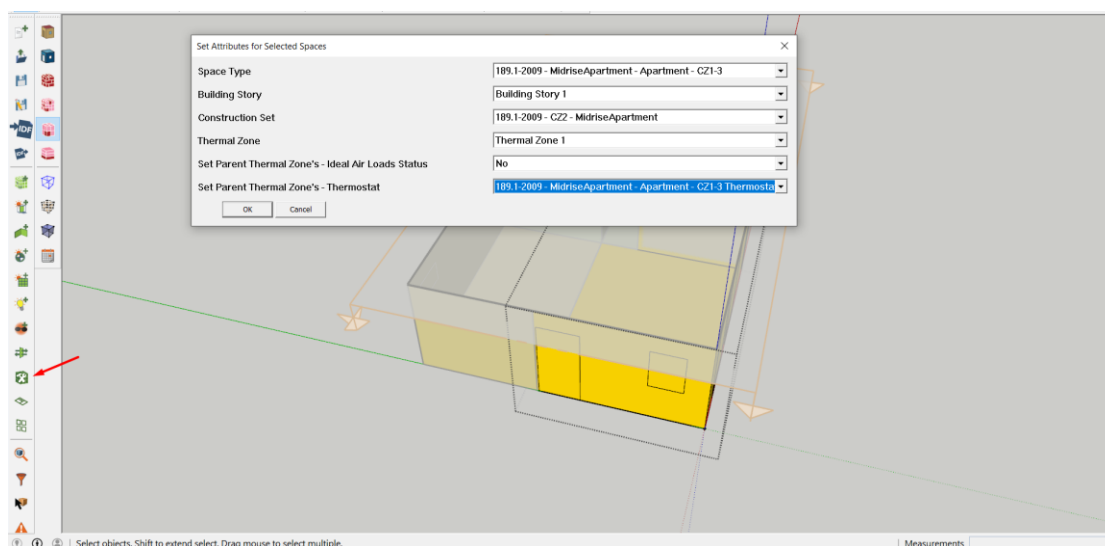 Set Attributes for Selected Spaces
Space Type 189.1-2009 - MidriseApartment - Apartment - CZ1-3
Building Story Building Story 1
Construction Set 189.1-2009 - CZ2 - MidriseApartment
Thermal Zone Thermal Zone 1
Set Parent Thermal Zone's - Ideal Air Loads Status No
Set Parent Thermal Zone's - Thermostat 189.1-2009 - MidriseApartment - Apartment - CZ1-3 Thermosta
OK Cancel
IDF
Select objects. Shift to extend select. Drag mouse to select multiple. Measurements